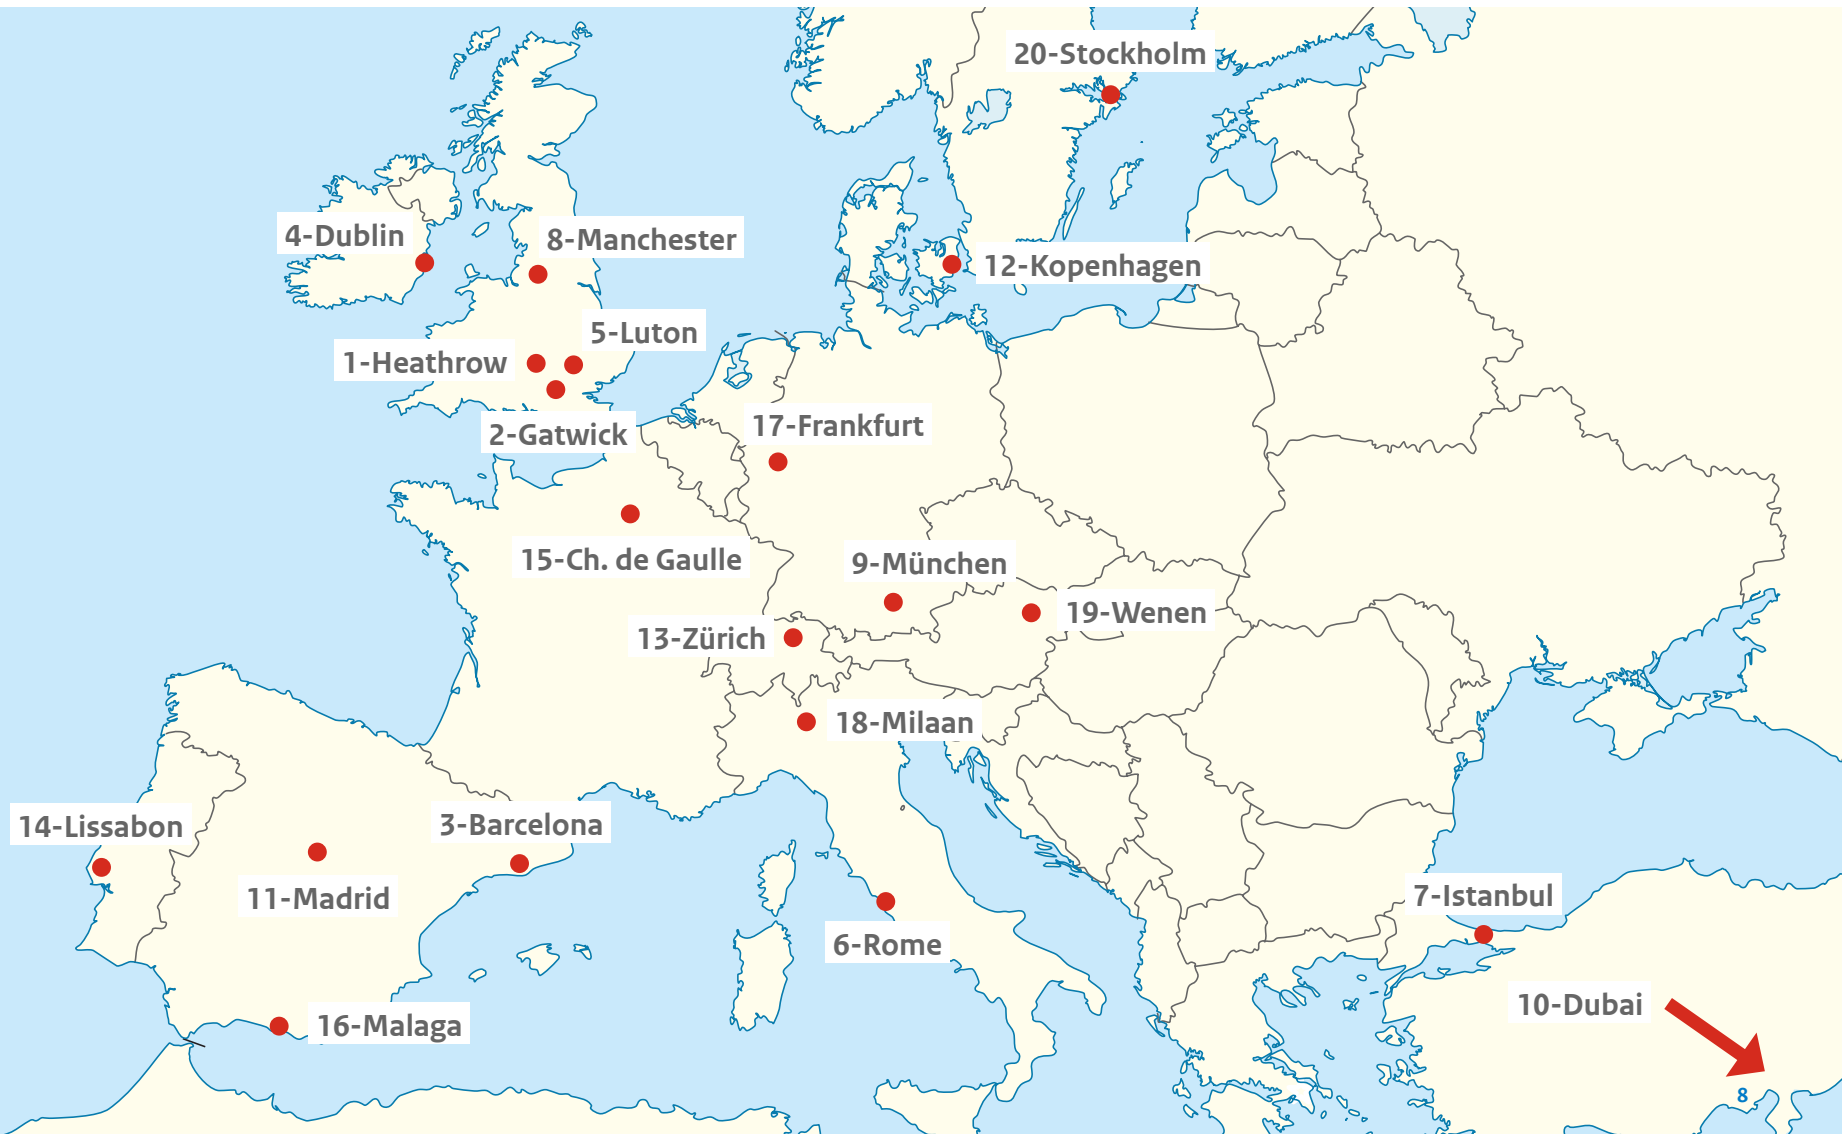 20-Stockholm
4-Dublin
8-Manchester
12-Kopenhagen
5-Luton
1-Heathrow
2-Gatwick
17-Frankfurt
15-Ch. de Gaulle
9-München
19-Wenen
13-Zürich
18-Milaan
14-Lissabon
3-Barcelona
11-Madrid
7-Istanbul
6-Rome
10-Dubai
16-Malaga
8